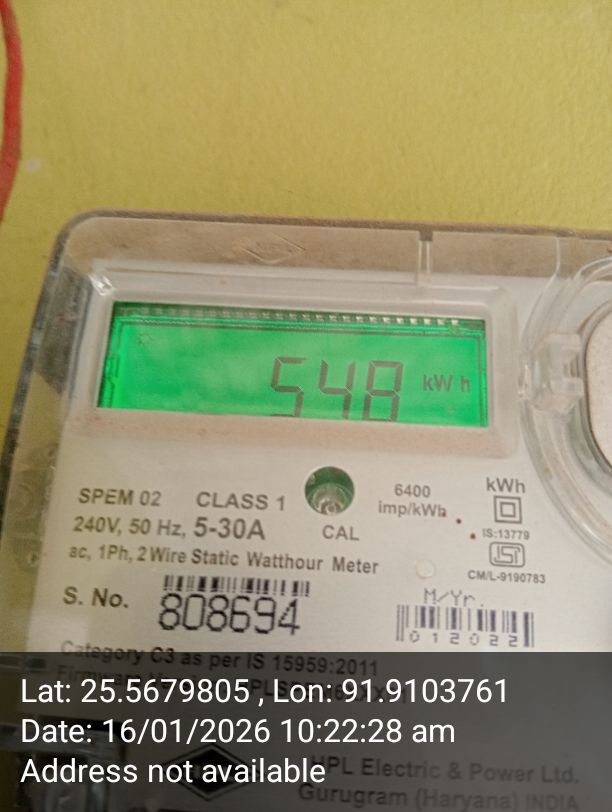 548 kWh
SPEM 02 CLASS 1
240V, 50 Hz, 5-30A
ac, 1Ph, 2Wire Static Watthour Meter
CAL
6400
imp/kWh
kWh
IS:13779
ISI
CM/L-9190783
S. No.
808694
M/Yr.
012022
Category C3 as per IS 15959:2011
HPL Electric & Power Ltd.
Gurugram (Haryana) INDIA
Lat: 25.5679805 , Lon: 91.9103761
Date: 16/01/2026 10:22:28 am
Address not available